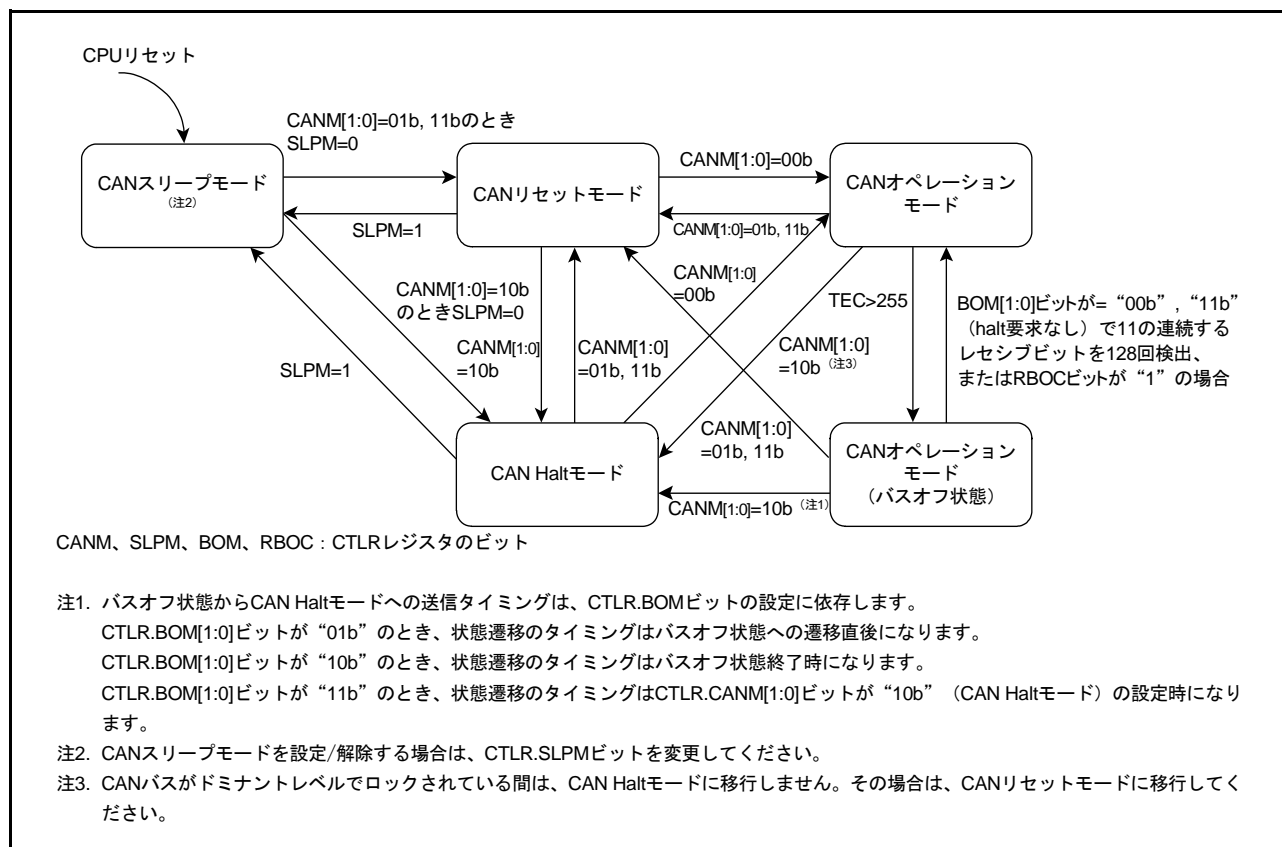 CPUリセット
CANM[1:0]=01b, 11bのとき
SLPM=0
CANスリープモード
(注2)
SLPM=1
CANリセットモード
CANM[1:0]=00b
CANM[1:0]=01b, 11b
CANオペレーション
モード
CANM[1:0]=10b
のときSLPM=0
CANM[1:0]
=10b
CANM[1:0]
=01b, 11b
CANM[1:0]
=00b
CANM[1:0]
=10b (注3)
TEC>255
BOM[1:0]ビットが=“00b”, “11b”
(halt要求なし)で11の連続する
レセシブビットを128回検出、
またはRBOCビットが“1”の場合
SLPM=1
CAN Haltモード
CANM[1:0]
=01b, 11b
CANM[1:0]=10b (注1)
CANオペレーション
モード
(バスオフ状態)
CANM、SLPM、BOM、RBOC:CTLRレジスタのビット
注1. バスオフ状態からCAN Haltモードへの送信タイミングは、CTLR.BOMビットの設定に依存します。
CTLR.BOM[1:0]ビットが“01b”のとき、状態遷移のタイミングはバスオフ状態への遷移直後になります。
CTLR.BOM[1:0]ビットが“10b”のとき、状態遷移のタイミングはバスオフ状態終了時になります。
CTLR.BOM[1:0]ビットが“11b”のとき、状態遷移のタイミングはCTLR.CANM[1:0]ビットが“10b”(CAN Haltモード)の設定時になり
ます。
注2. CANスリープモードを設定/解除する場合は、CTLR.SLPMビットを変更してください。
注3. CANバスがドミナントレベルでロックされている間は、CAN Haltモードに移行しません。その場合は、CANリセットモードに移行してく
ださい。